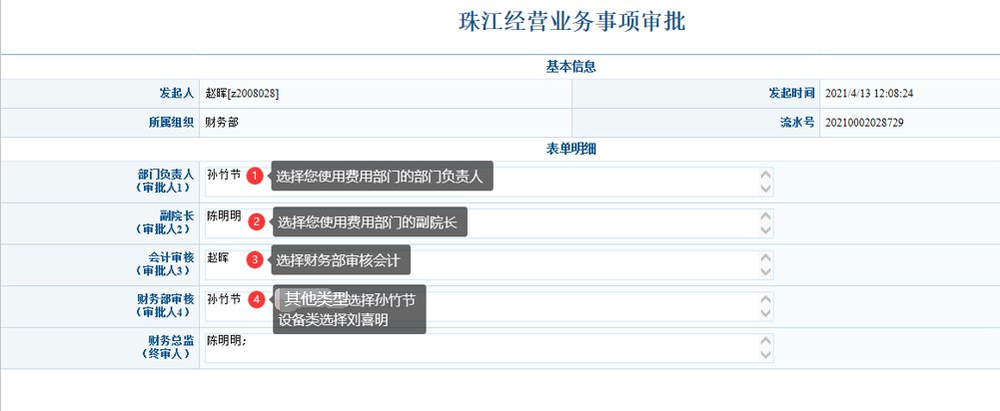 珠江经营业务事项审批
基本信息
发起人 赵晖[z2008028] 发起时间 2021/4/13 12:08:24
所属组织 财务部 流水号 20210002028729
表单明细
部门负责人
（审批人1） 孙竹节 1 选择您使用费用部门的部门负责人
副院长
（审批人2） 陈明明 2 选择您使用费用部门的副院长
会计审核
（审批人3） 赵晖 3 选择财务部审核会计
财务部审核
（审批人4） 孙竹节 4 其他类型选择孙竹节
设备类选择刘喜明
财务总监
（终审人） 陈明明;